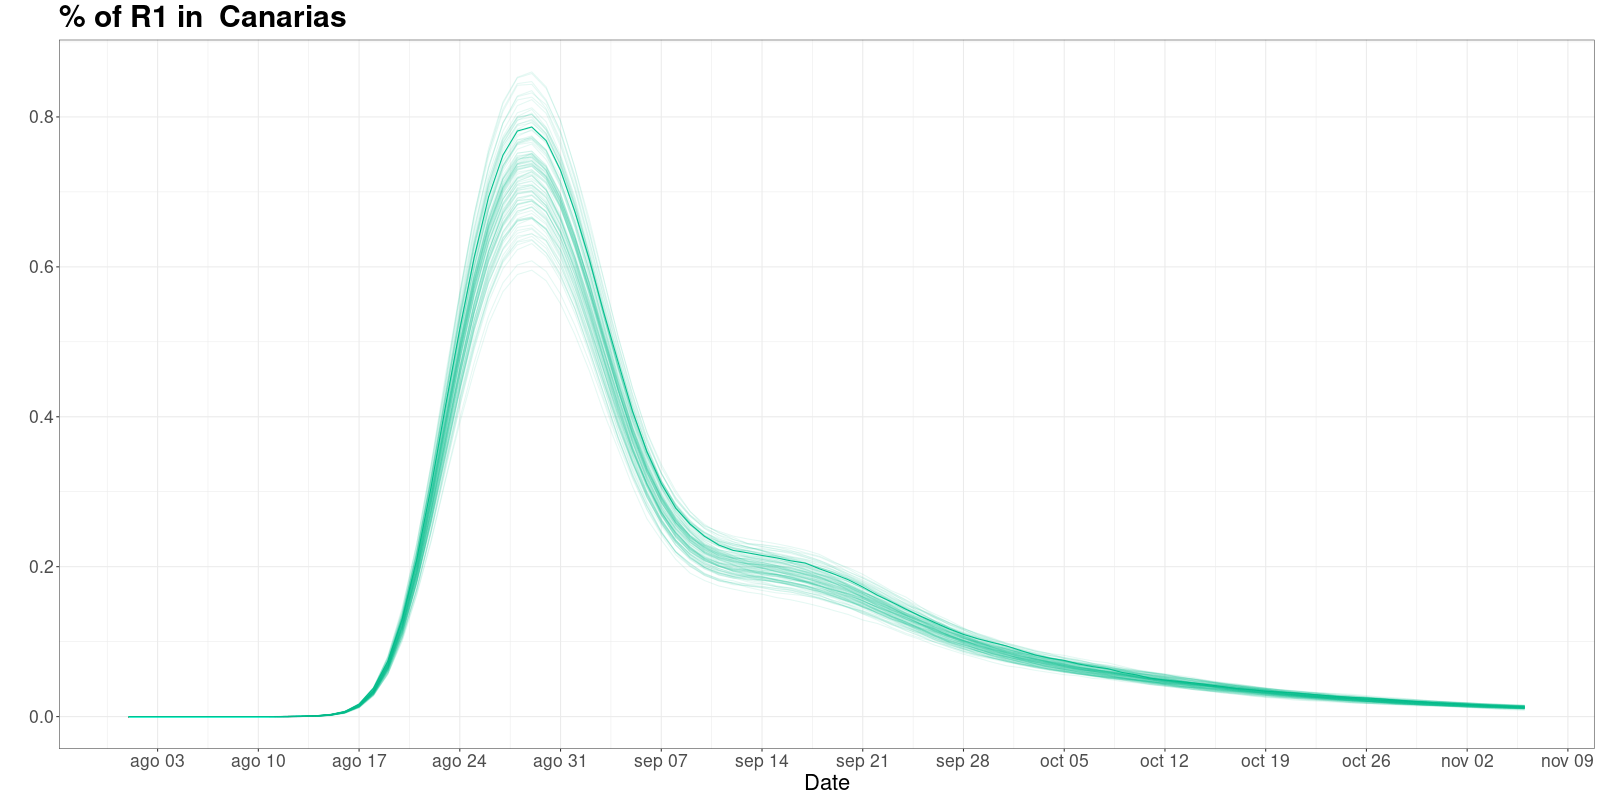 % of R1 in  Canarias
0.8
0.6
0.4
0.2
0.0
ago 03 ago 10 ago 17 ago 24 ago 31 sep 07 sep 14 sep 21 sep 28 oct 05 oct 12 oct 19 oct 26 nov 02 nov 09
Date